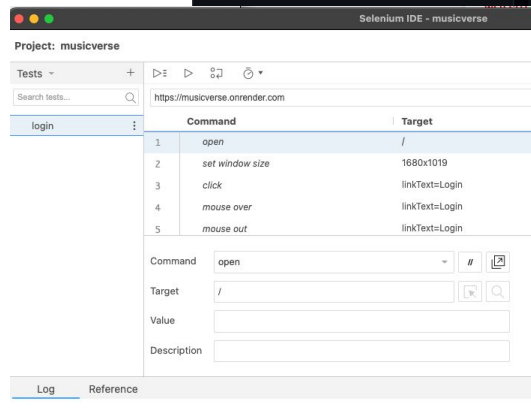 Selenium IDE - musicverse
Project: musicverse
Tests +
Search tests...
https://musicverse.onrender.com
login
Command Target
1 open /
2 set window size 1680x1019
3 click linkText=Login
4 mouse over linkText=Login
5 mouse out linkText=Login
Command open //
Target /
Value
Description
Log Reference